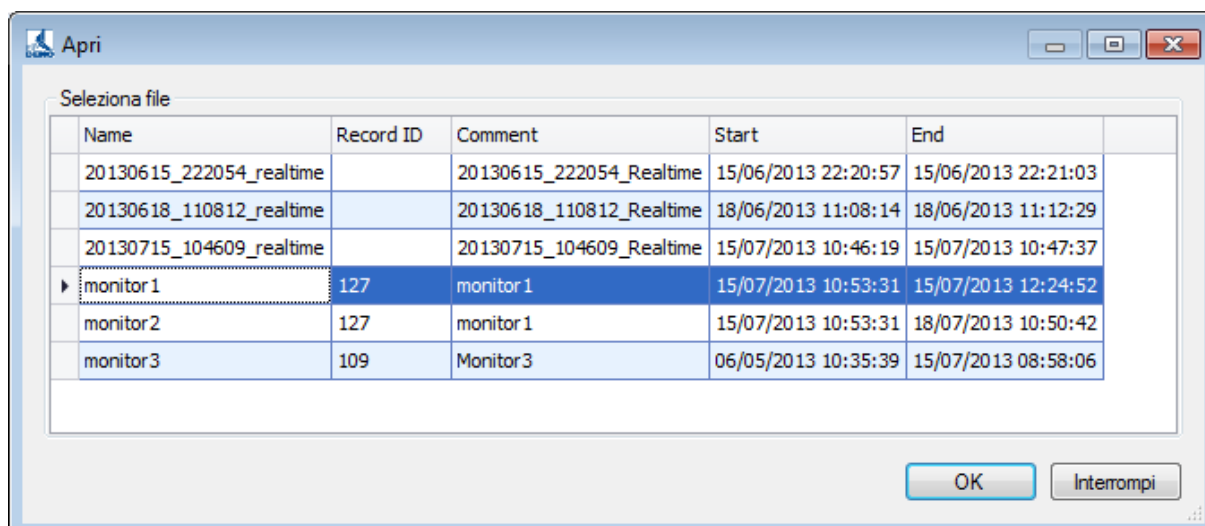 Apri
Seleziona file
Name Record ID Comment Start End
20130615_222054_realtime 20130615_222054_Realtime 15/06/2013 22:20:57 15/06/2013 22:21:03
20130618_110812_realtime 20130618_110812_Realtime 18/06/2013 11:08:14 18/06/2013 11:12:29
20130715_104609_realtime 20130715_104609_Realtime 15/07/2013 10:46:19 15/07/2013 10:47:37
monitor1 127 monitor1 15/07/2013 10:53:31 15/07/2013 12:24:52
monitor2 127 monitor1 15/07/2013 10:53:31 18/07/2013 10:50:42
monitor3 109 Monitor3 06/05/2013 10:35:39 15/07/2013 08:58:06
OK Interrompi